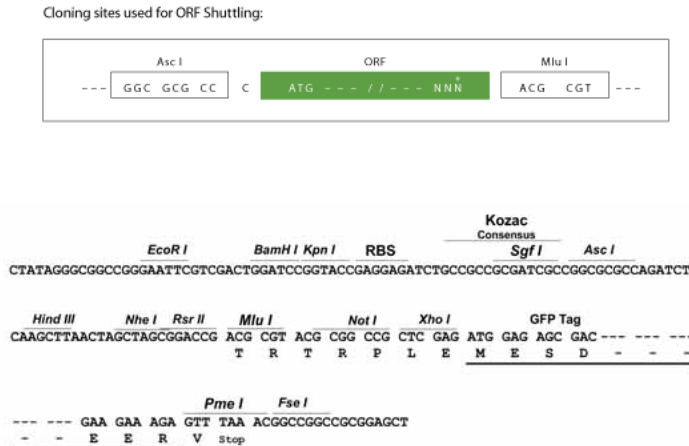 Cloning sites used for ORF Shuttling:
Asc I ORF Mlu I
--- GGC GCG CC C ATG --- // --- NNN* ACG CGT ---
Kozac
Consensus
EcoR I BamH I Kpn I RBS Sgf I Asc I
CTATAGGGCGGCCGGGAATTCGTCGACTGGATCCGGTACCGAGGAGATCTGCCGCCGCGATCGCCGGCGCGCCAGATCT
Hind III Nhe I Rsr II Mlu I Not I Xho I GFP Tag
CAAGCTTAACTAGCTAGCGGACCG ACG CGT ACG CGG CCG CTC GAG ATG GAG AGC GAC --- --- ---
T R T R P L E M E S D - - -
Pme I Fse I
--- --- GAA GAA AGA GTT TAA ACGGCCGGCCGCGGAGCT
- - E E R V Stop